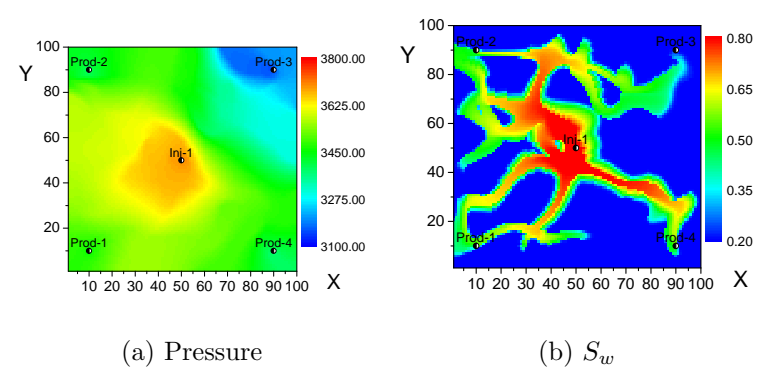 100
80
60
40
20
Y
10 20 30 40 50 60 70 80 90 100
X
Prod-2
Prod-3
Inj-1
Prod-1
Prod-4
3800.00
3625.00
3450.00
3275.00
3100.00
(a) Pressure
100
80
60
40
20
Y
10 20 30 40 50 60 70 80 90 100
X
Prod-2
Prod-3
Inj-1
Prod-1
Prod-4
0.80
0.65
0.50
0.35
0.20
(b) S_w